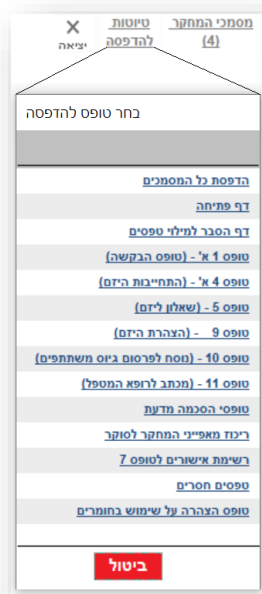 מסמכי המחקר
(4)
טיוטות
להדפסה
יציאה
בחר טופס להדפסה
הדפסת כל המסמכים
דף פתיחה
דף הסבר למילוי טפסים
טופס 1 א' - (טופס הבקשה)
טופס 4 א' - (התחייבות היזם)
טופס 5 - (שאלון ליזם)
טופס 9 - (הצהרת היזם)
טופס 10 - (נוסח לפרסום גיוס משתתפים)
טופס 11 - (מכתב לרופא המטפל)
טופסי הסכמה מדעת
ריכוז מאפייני המחקר לסוקר
רשימת אישורים לטופס 7
טפסים חסרים
טופס הצהרה על שימוש בחומרים
ביטול